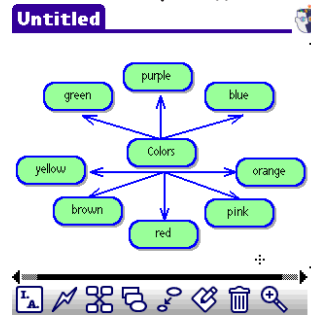 Untitled
purple
green
blue
Colors
yellow
orange
brown
pink
red
I
A